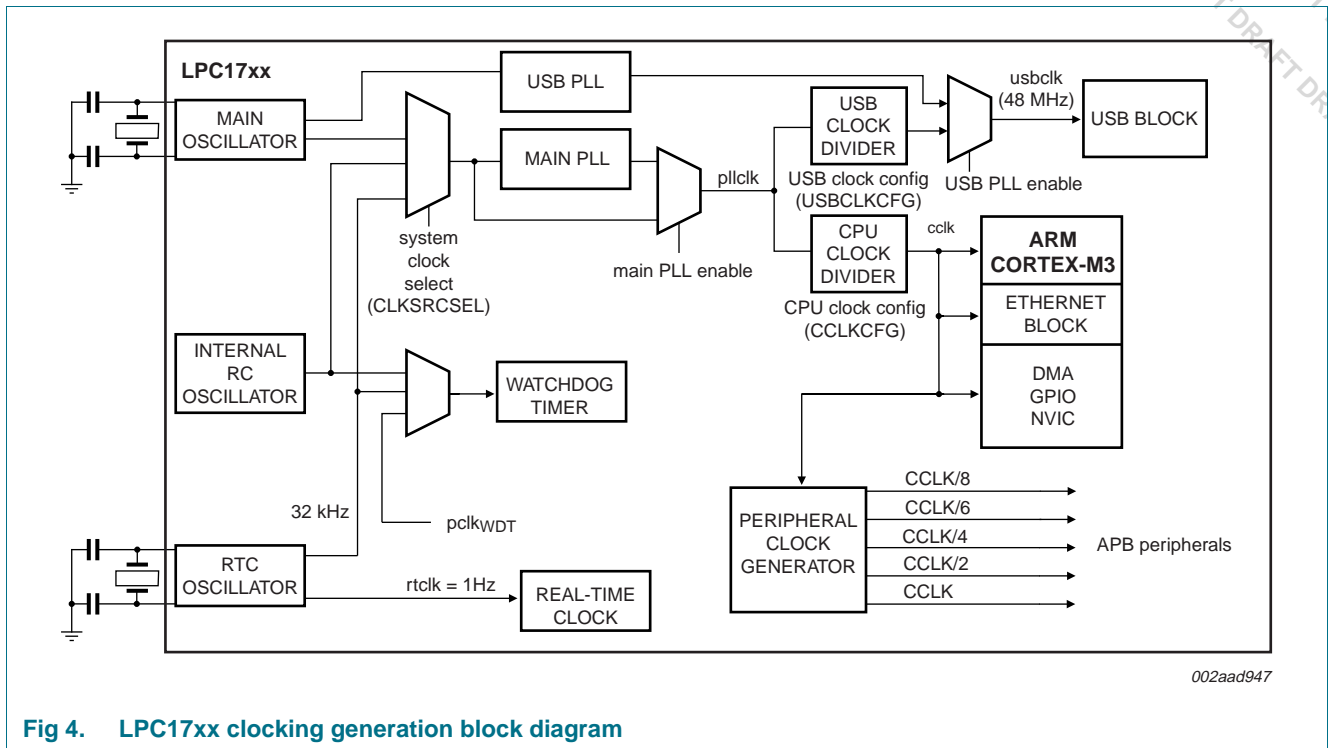 DRAFT DRAFT DRA
LPC17xx
MAIN
OSCILLATOR
USB PLL
MAIN PLL
system
clock
select
(CLKSRCSEL)
main PLL enable
pllclk
USB
CLOCK
DIVIDER
USB clock config
(USBCLKCFG)
usbclk
(48 MHz)
USB BLOCK
USB PLL enable
CPU
CLOCK
DIVIDER
CPU clock config
(CCLKCFG)
cclk
ARM
CORTEX-M3
ETHERNET
BLOCK
DMA
GPIO
NVIC
INTERNAL
RC
OSCILLATOR
WATCHDOG
TIMER
pclkWDT
32 kHz
RTC
OSCILLATOR
rtclk = 1Hz
REAL-TIME
CLOCK
PERIPHERAL
CLOCK
GENERATOR
CCLK/8
CCLK/6
CCLK/4
CCLK/2
CCLK
APB peripherals
002aad947
Fig 4. LPC17xx clocking generation block diagram